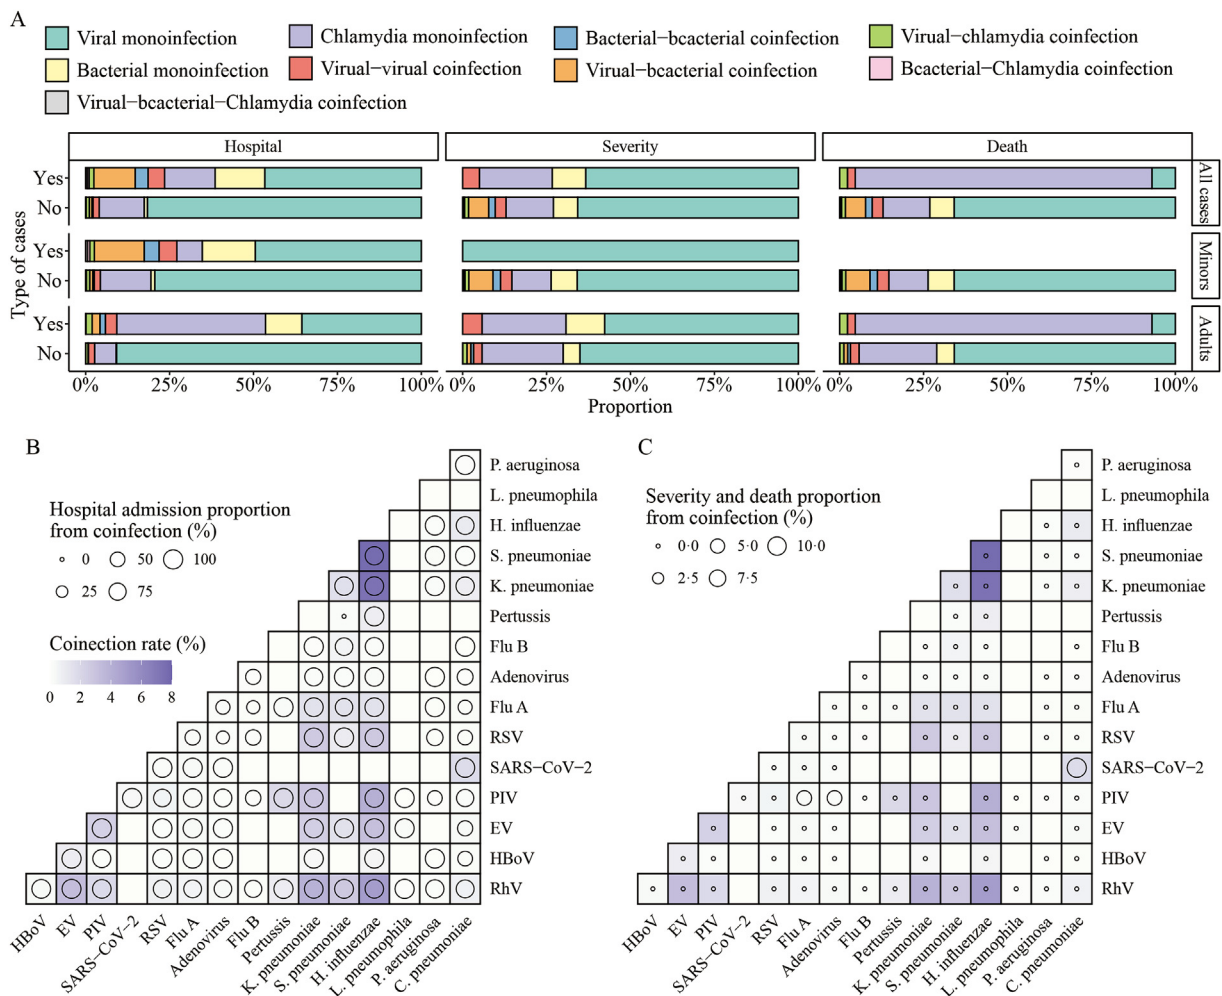 A
Viral monoinfection
Chlamydia monoinfection
Bacterial−bcacterial coinfection
Virual−chlamydia coinfection
Bacterial monoinfection
Virual−virual coinfection
Virual−bcacterial coinfection
Bcacterial−Chlamydia coinfection
Virual−bcacterial−Chlamydia coinfection
Hospital
Severity
Death
Type of cases
Yes
No
All cases
Yes
No
Minors
Yes
No
Adults
0% 25% 50% 75% 100%
0% 25% 50% 75% 100%
0% 25% 50% 75% 100%
Proportion
B
Hospital admission proportion
from coinfection (%)
0 50 100
25 75
Coinection rate (%)
0 2 4 6 8
P. aeruginosa
L. pneumophila
H. influenzae
S. pneumoniae
K. pneumoniae
Pertussis
Flu B
Adenovirus
Flu A
RSV
SARS−CoV−2
PIV
EV
HBoV
RhV
HBoV
EV
PIV
SARS−CoV−2
RSV
Flu A
Adenovirus
Flu B
Pertussis
K. pneumoniae
S. pneumoniae
H. influenzae
L. pneumophila
P. aeruginosa
C. pneumoniae
C
Severity and death proportion
from coinfection (%)
0·0 5·0 10·0
2·5 7·5
P. aeruginosa
L. pneumophila
H. influenzae
S. pneumoniae
K. pneumoniae
Pertussis
Flu B
Adenovirus
Flu A
RSV
SARS−CoV−2
PIV
EV
HBoV
RhV
HBoV
EV
PIV
SARS−CoV−2
RSV
Flu A
Adenovirus
Flu B
Pertussis
K. pneumoniae
S. pneumoniae
H. influenzae
L. pneumophila
P. aeruginosa
C. pneumoniae